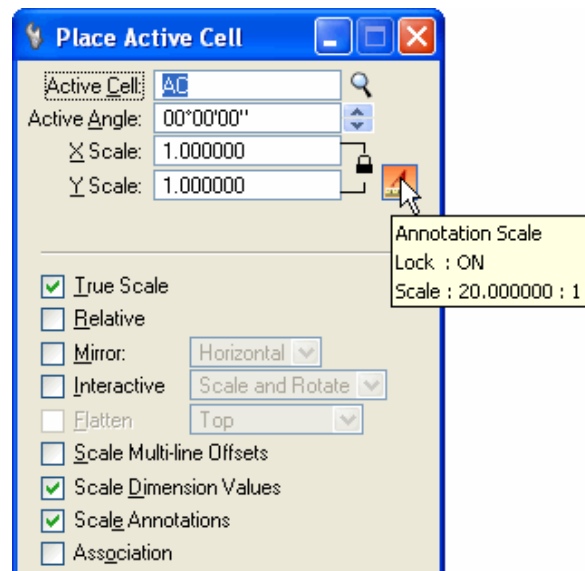 Place Active Cell
Active Cell: AC
Active Angle: 00°00'00''
X Scale: 1.000000
Y Scale: 1.000000
Annotation Scale
Lock : ON
Scale : 20.000000 : 1
True Scale
Relative
Mirror: Horizontal
Interactive Scale and Rotate
Flatten Top
Scale Multi-line Offsets
Scale Dimension Values
Scale Annotations
Association